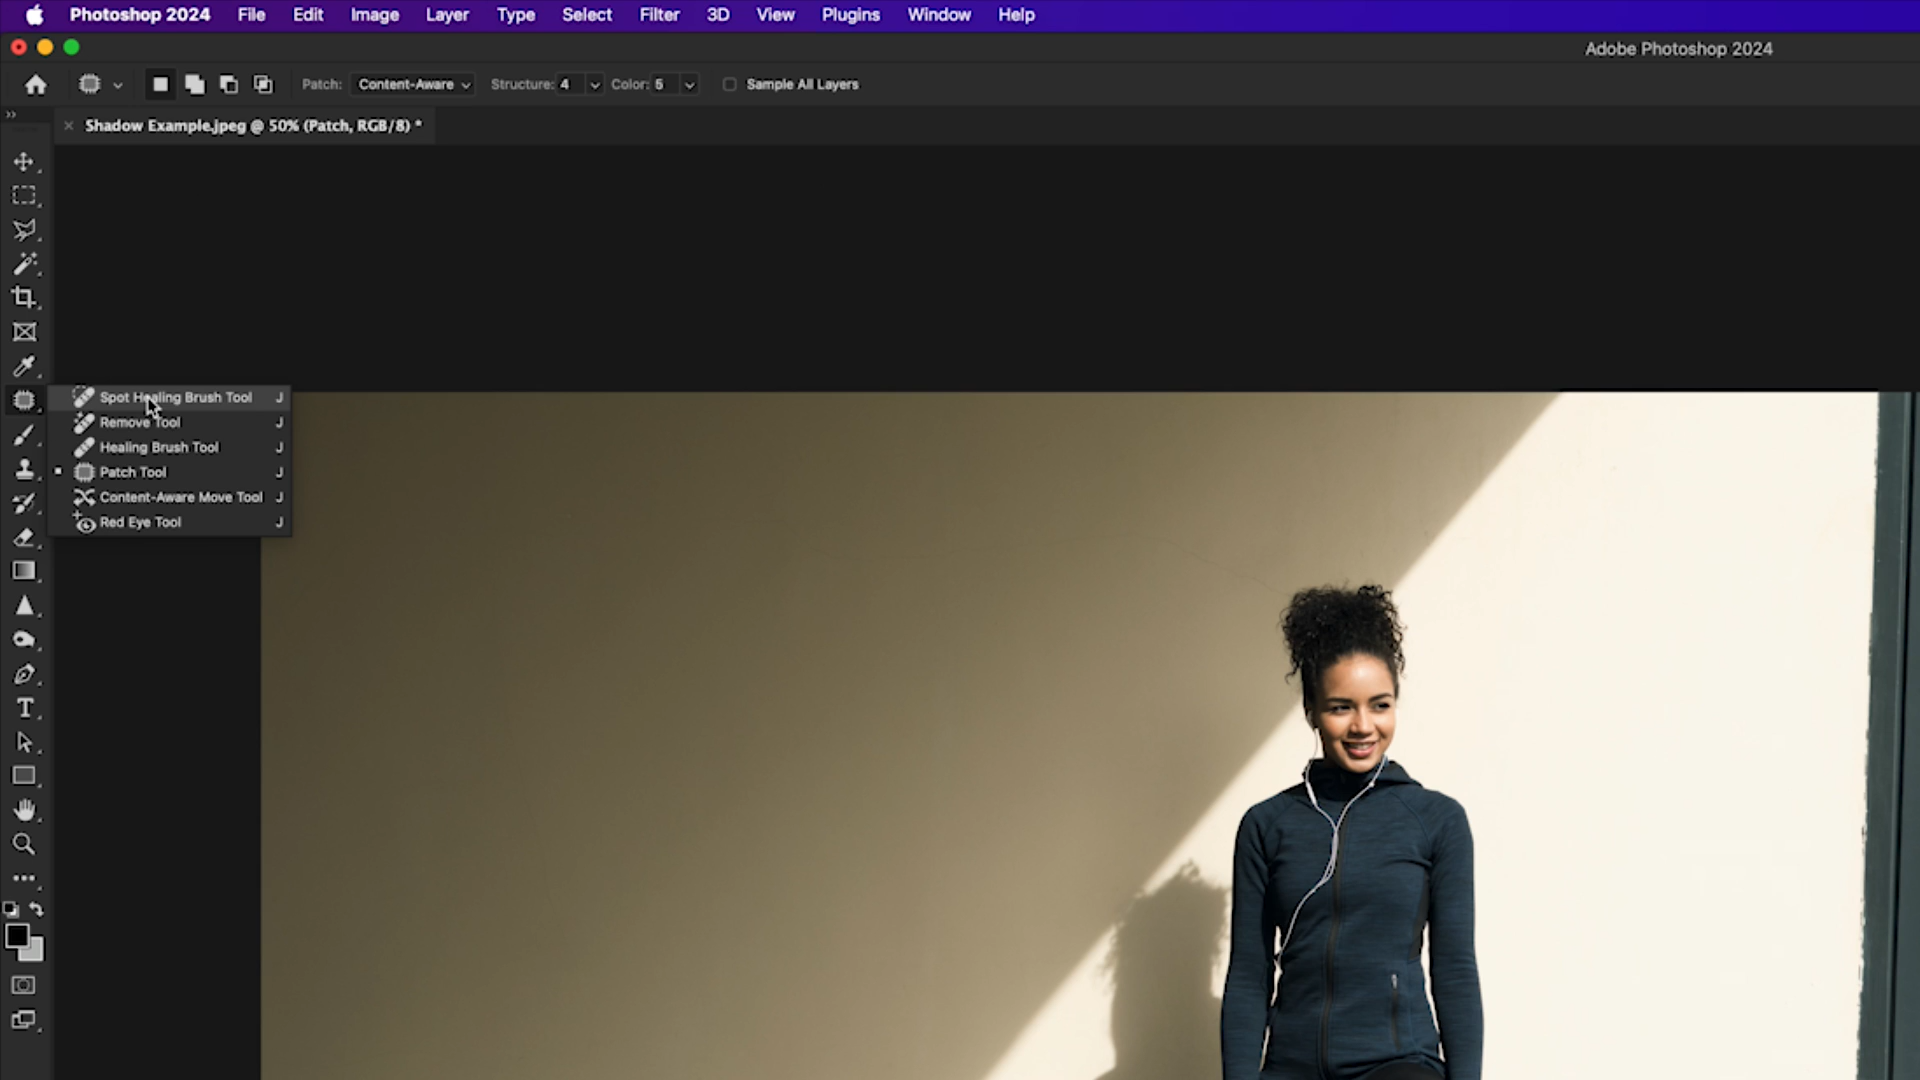 Photoshop 2024 File Edit Image Layer Type Select Filter 3D View Plugins Window Help
Adobe Photoshop 2024
Patch: Content-Aware Structure: 4 Color: 5 Sample All Layers
Shadow Example.jpeg @ 50% (Patch, RGB/8) *
Spot Healing Brush Tool J
Remove Tool J
Healing Brush Tool J
Patch Tool J
Content-Aware Move Tool J
Red Eye Tool J